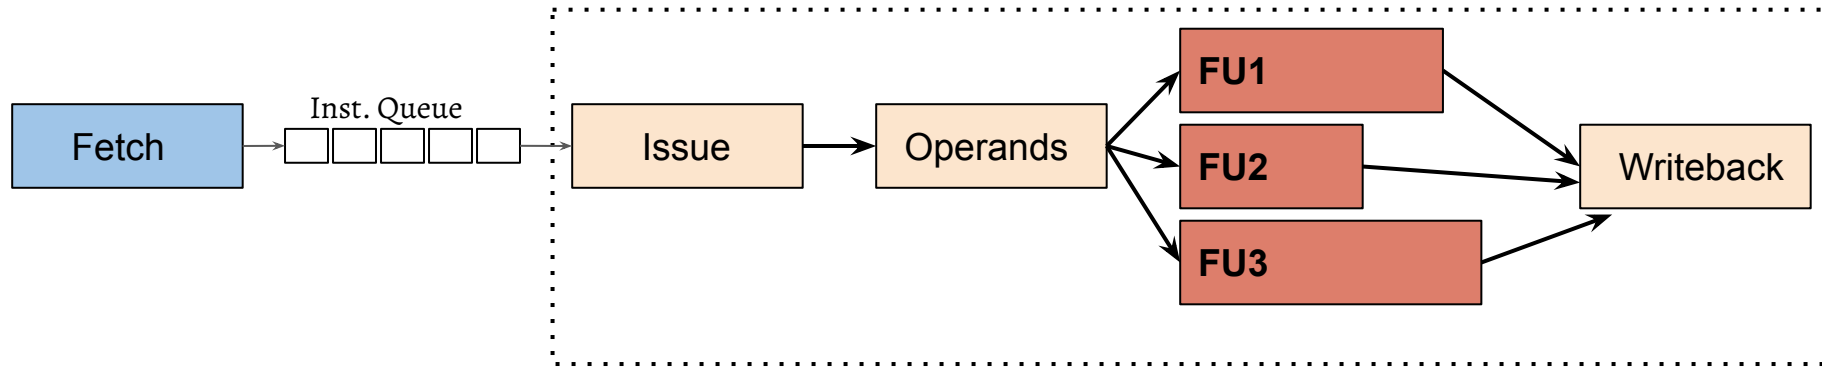 Fetch
Inst. Queue
Issue
Operands
FU1
FU2
FU3
Writeback